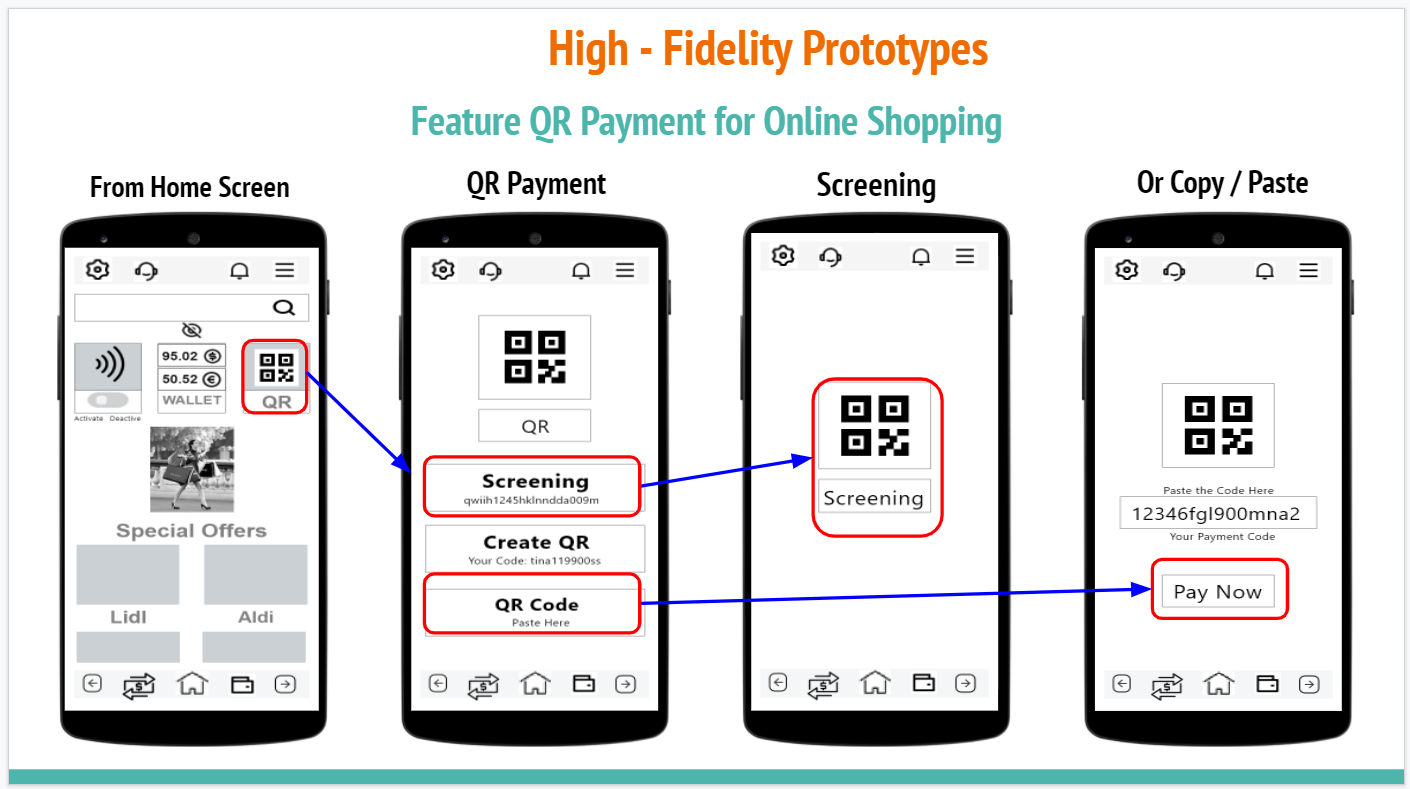 High - Fidelity Prototypes
Feature QR Payment for Online Shopping
From Home Screen
95.02 $
50.52 €
WALLET
QR
Activate Deactive
Special Offers
Lidl Aldi
$
QR Payment
QR
Screening
qwiih1245hklnndda009m
Create QR
Your Code: tina119900ss
QR Code
Paste Here
$
Screening
Screening
$
Or Copy / Paste
Paste the Code Here
12346fgl900mna2
Your Payment Code
Pay Now
$